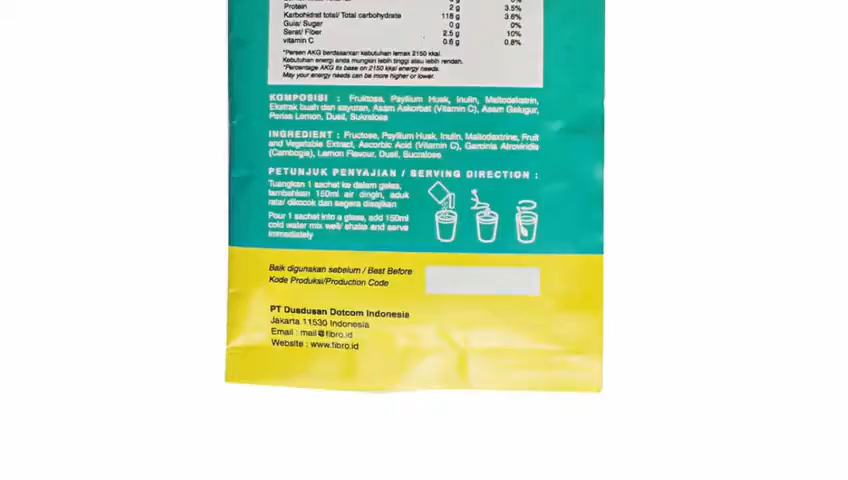 Protein 2 g 3.5%
Karbohidrat total/ Total carbohydrate 118 g 3.6%
Gula/ Sugar 0 g 0%
Serat/ Fiber 2.5 g 10%
vitamin C 0.6 g 0.8%
*Persen AKG berdasarkan kebutuhan lemak 2150 kkal.
Kebutuhan energi anda mungkin lebih tinggi atau lebih rendah.
*Percentage AKG its base on 2150 kkal energy needs.
May your energy needs can be more higher or lower.
KOMPOSISI : Fruktosa, Psyllium Husk, Inulin, Maltodekstrin,
Ekstrak buah dan sayuran, Asam Askorbat (Vitamin C), Asam Gelugur,
Perisa Lemon, Dusil, Sukralosa
INGREDIENT : Fructose, Psyllium Husk, Inulin, Maltodextrine, Fruit
and Vegetable Extract, Ascorbic Acid (Vitamin C), Garcinia Atroviridis
(Cambogia), Lemon Flavour, Dusil, Sucralose
PETUNJUK PENYAJIAN / SERVING DIRECTION :
Tuangkan 1 sachet ke dalam gelas,
tambahkan 150ml air dingin, aduk
rata/ dikocok dan segera disajikan
Pour 1 sachet into a glass, add 150ml
cold water mix well/ shake and serve
immediately
Baik digunakan sebelum / Best Before
Kode Produksi/Production Code
PT Dusdusan Dotcom Indonesia
Jakarta 11530 Indonesia
Email : mail@fibro.id
Website : www.fibro.id